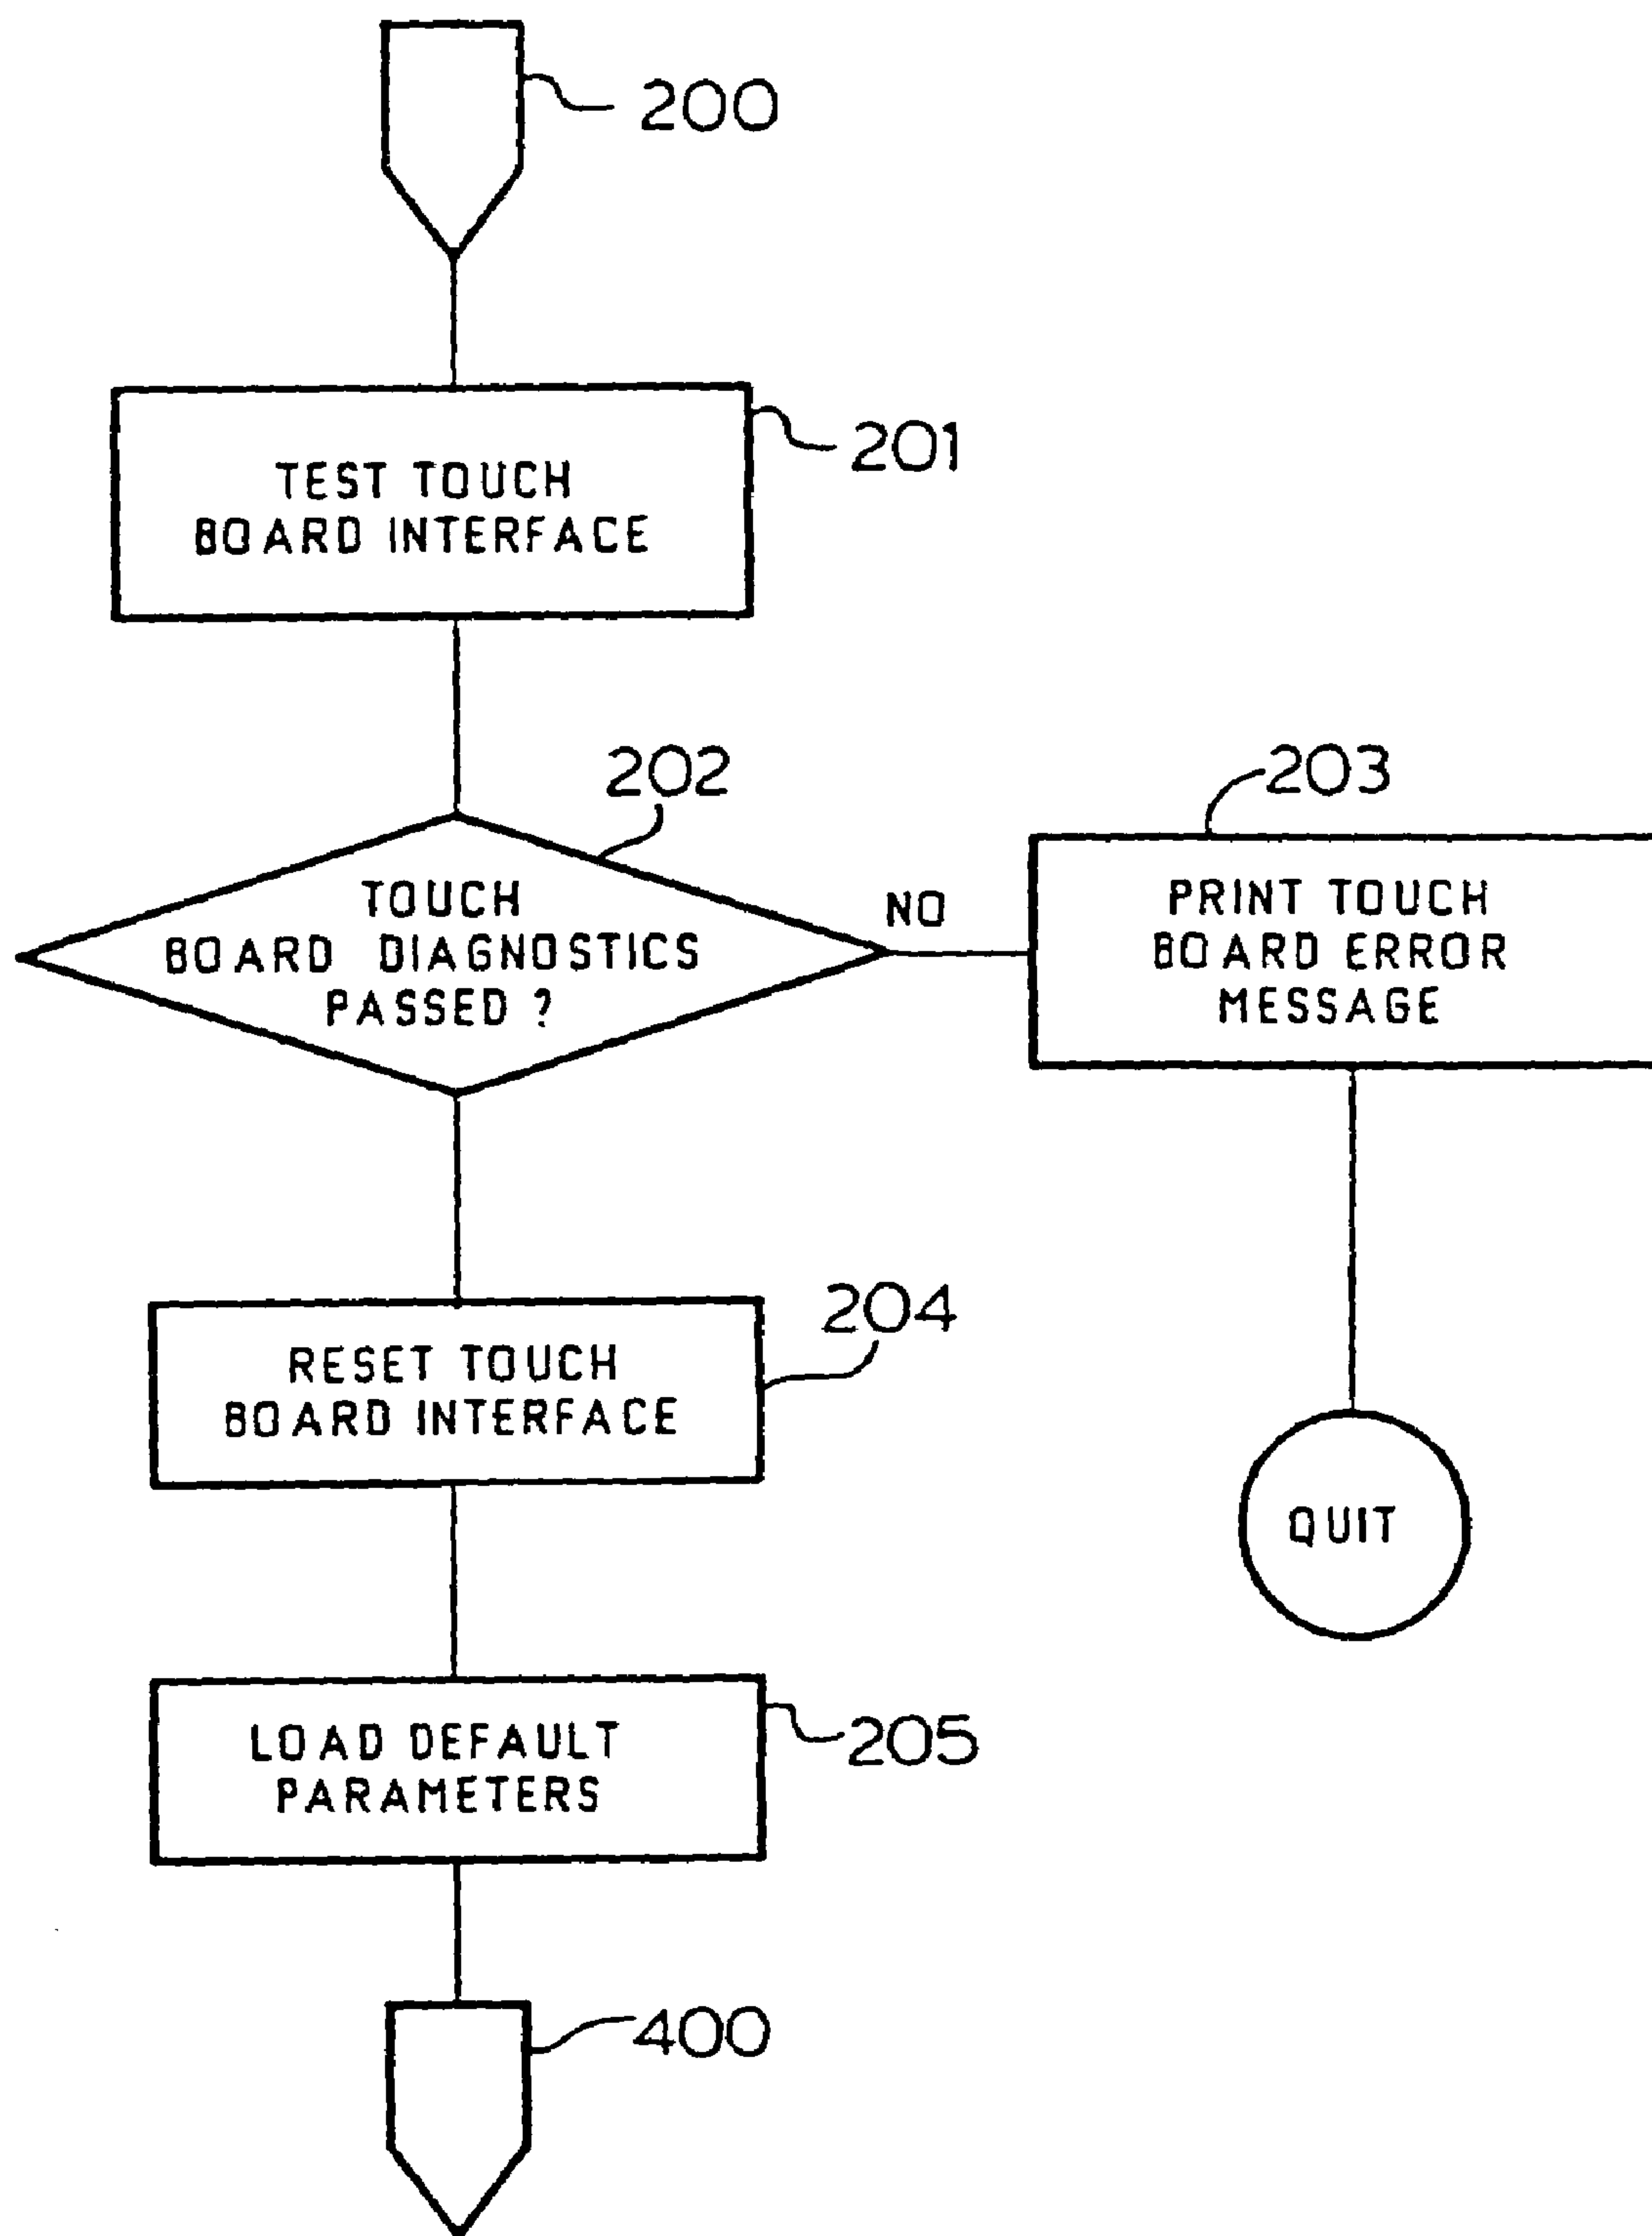 200
TEST TOUCH
BOARD INTERFACE
201
202
TOUCH
BOARD DIAGNOSTICS
PASSED ?
NO
203
PRINT TOUCH
BOARD ERROR
MESSAGE
RESET TOUCH
BOARD INTERFACE
204
QUIT
LOAD DEFAULT
PARAMETERS
205
400